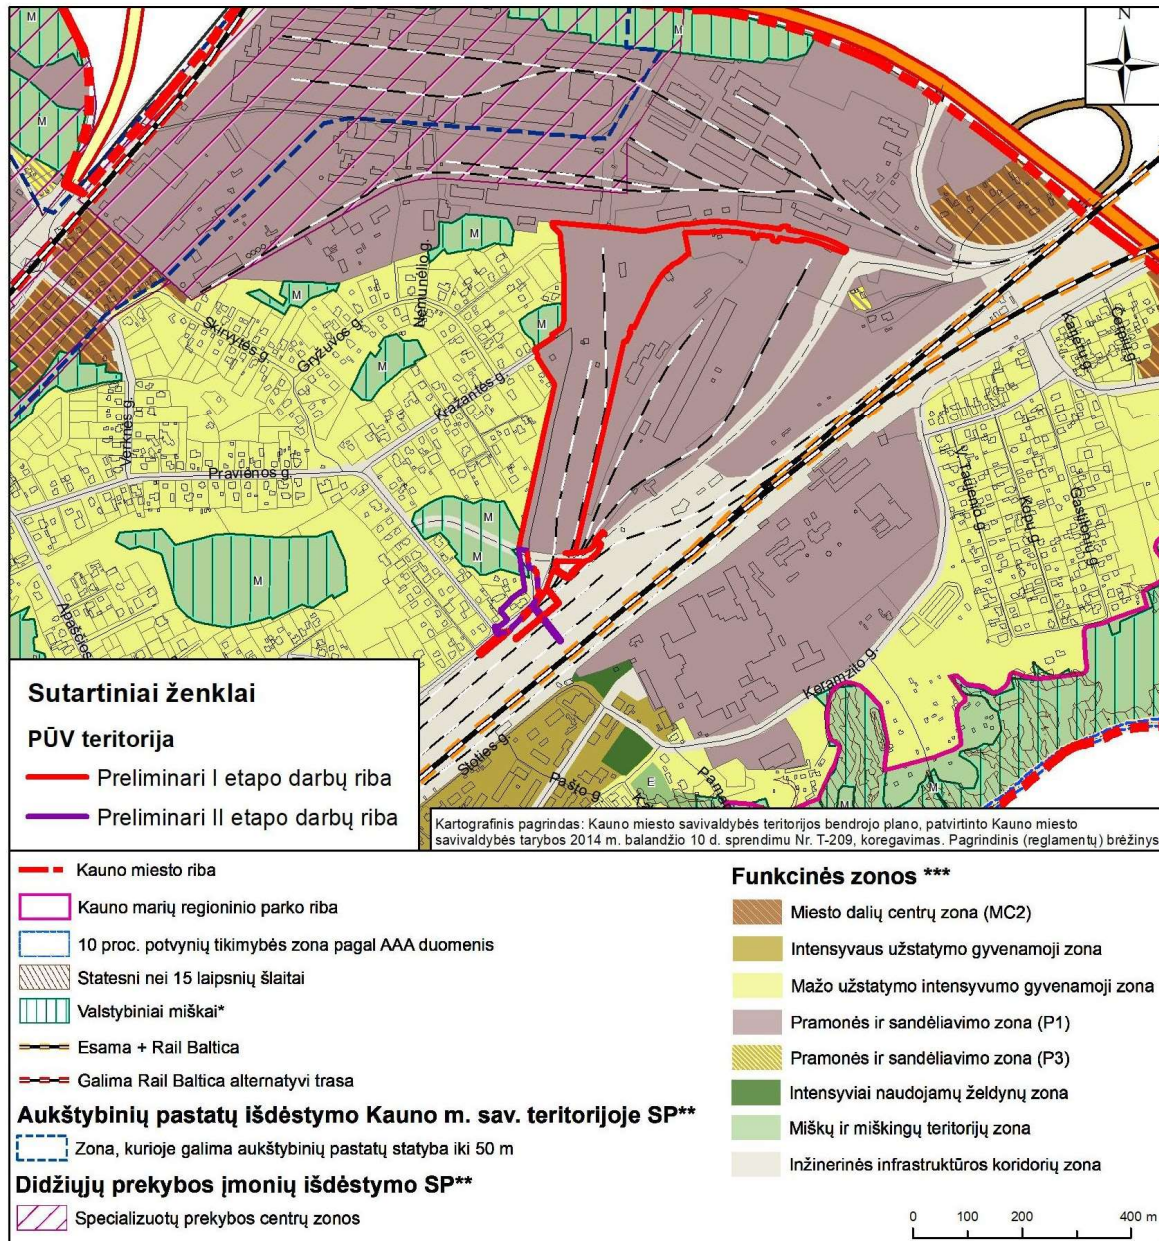 N
M
M
M
M
M
Skirvytės g.
Nemunėlio g.
Gnžuvos g.
M
M
Kražantės g.
Verknės g.
Pravienos g.
M
M
M
Apaščios
Kalterų g.
V. Taujenio g.
Kobų g.
Gastilionių g.
Keramzito g.
Stoties g.
Pašto g.
E
M
M
Sutartiniai ženklai
PŪV teritorija
Preliminari I etapo darbų riba
Preliminari II etapo darbų riba
Kartografinis pagrindas: Kauno miesto savivaldybės teritorijos bendrojo plano, patvirtinto Kauno miesto
savivaldybės tarybos 2014 m. balandžio 10 d. sprendimu Nr. T-209, koregavimas. Pagrindinis (reglamentų) brėžinys
Kauno miesto riba
Kauno marių regioninio parko riba
10 proc. potvynių tikimybės zona pagal AAA duomenis
Statesni nei 15 laipsnių šlaitai
Valstybiniai miškai*
Esama + Rail Baltica
Galima Rail Baltica alternatyvi trasa
Aukštybinių pastatų išdėstymo Kauno m. sav. teritorijoje SP**
Zona, kurioje galima aukštybinių pastatų statyba iki 50 m
Didžiųjų prekybos įmonių išdėstymo SP**
Specializuotų prekybos centrų zonos
Funkcinės zonos ***
Miesto dalių centrų zona (MC2)
Intensyvaus užstatymo gyvenamoji zona
Mažo užstatymo intensyvumo gyvenamoji zona
Pramonės ir sandėliavimo zona (P1)
Pramonės ir sandėliavimo zona (P3)
Intensyviai naudojamų želdynų zona
Miškų ir miškingų teritorijų zona
Inžinerinės infrastruktūros koridorių zona
0 100 200 400 m